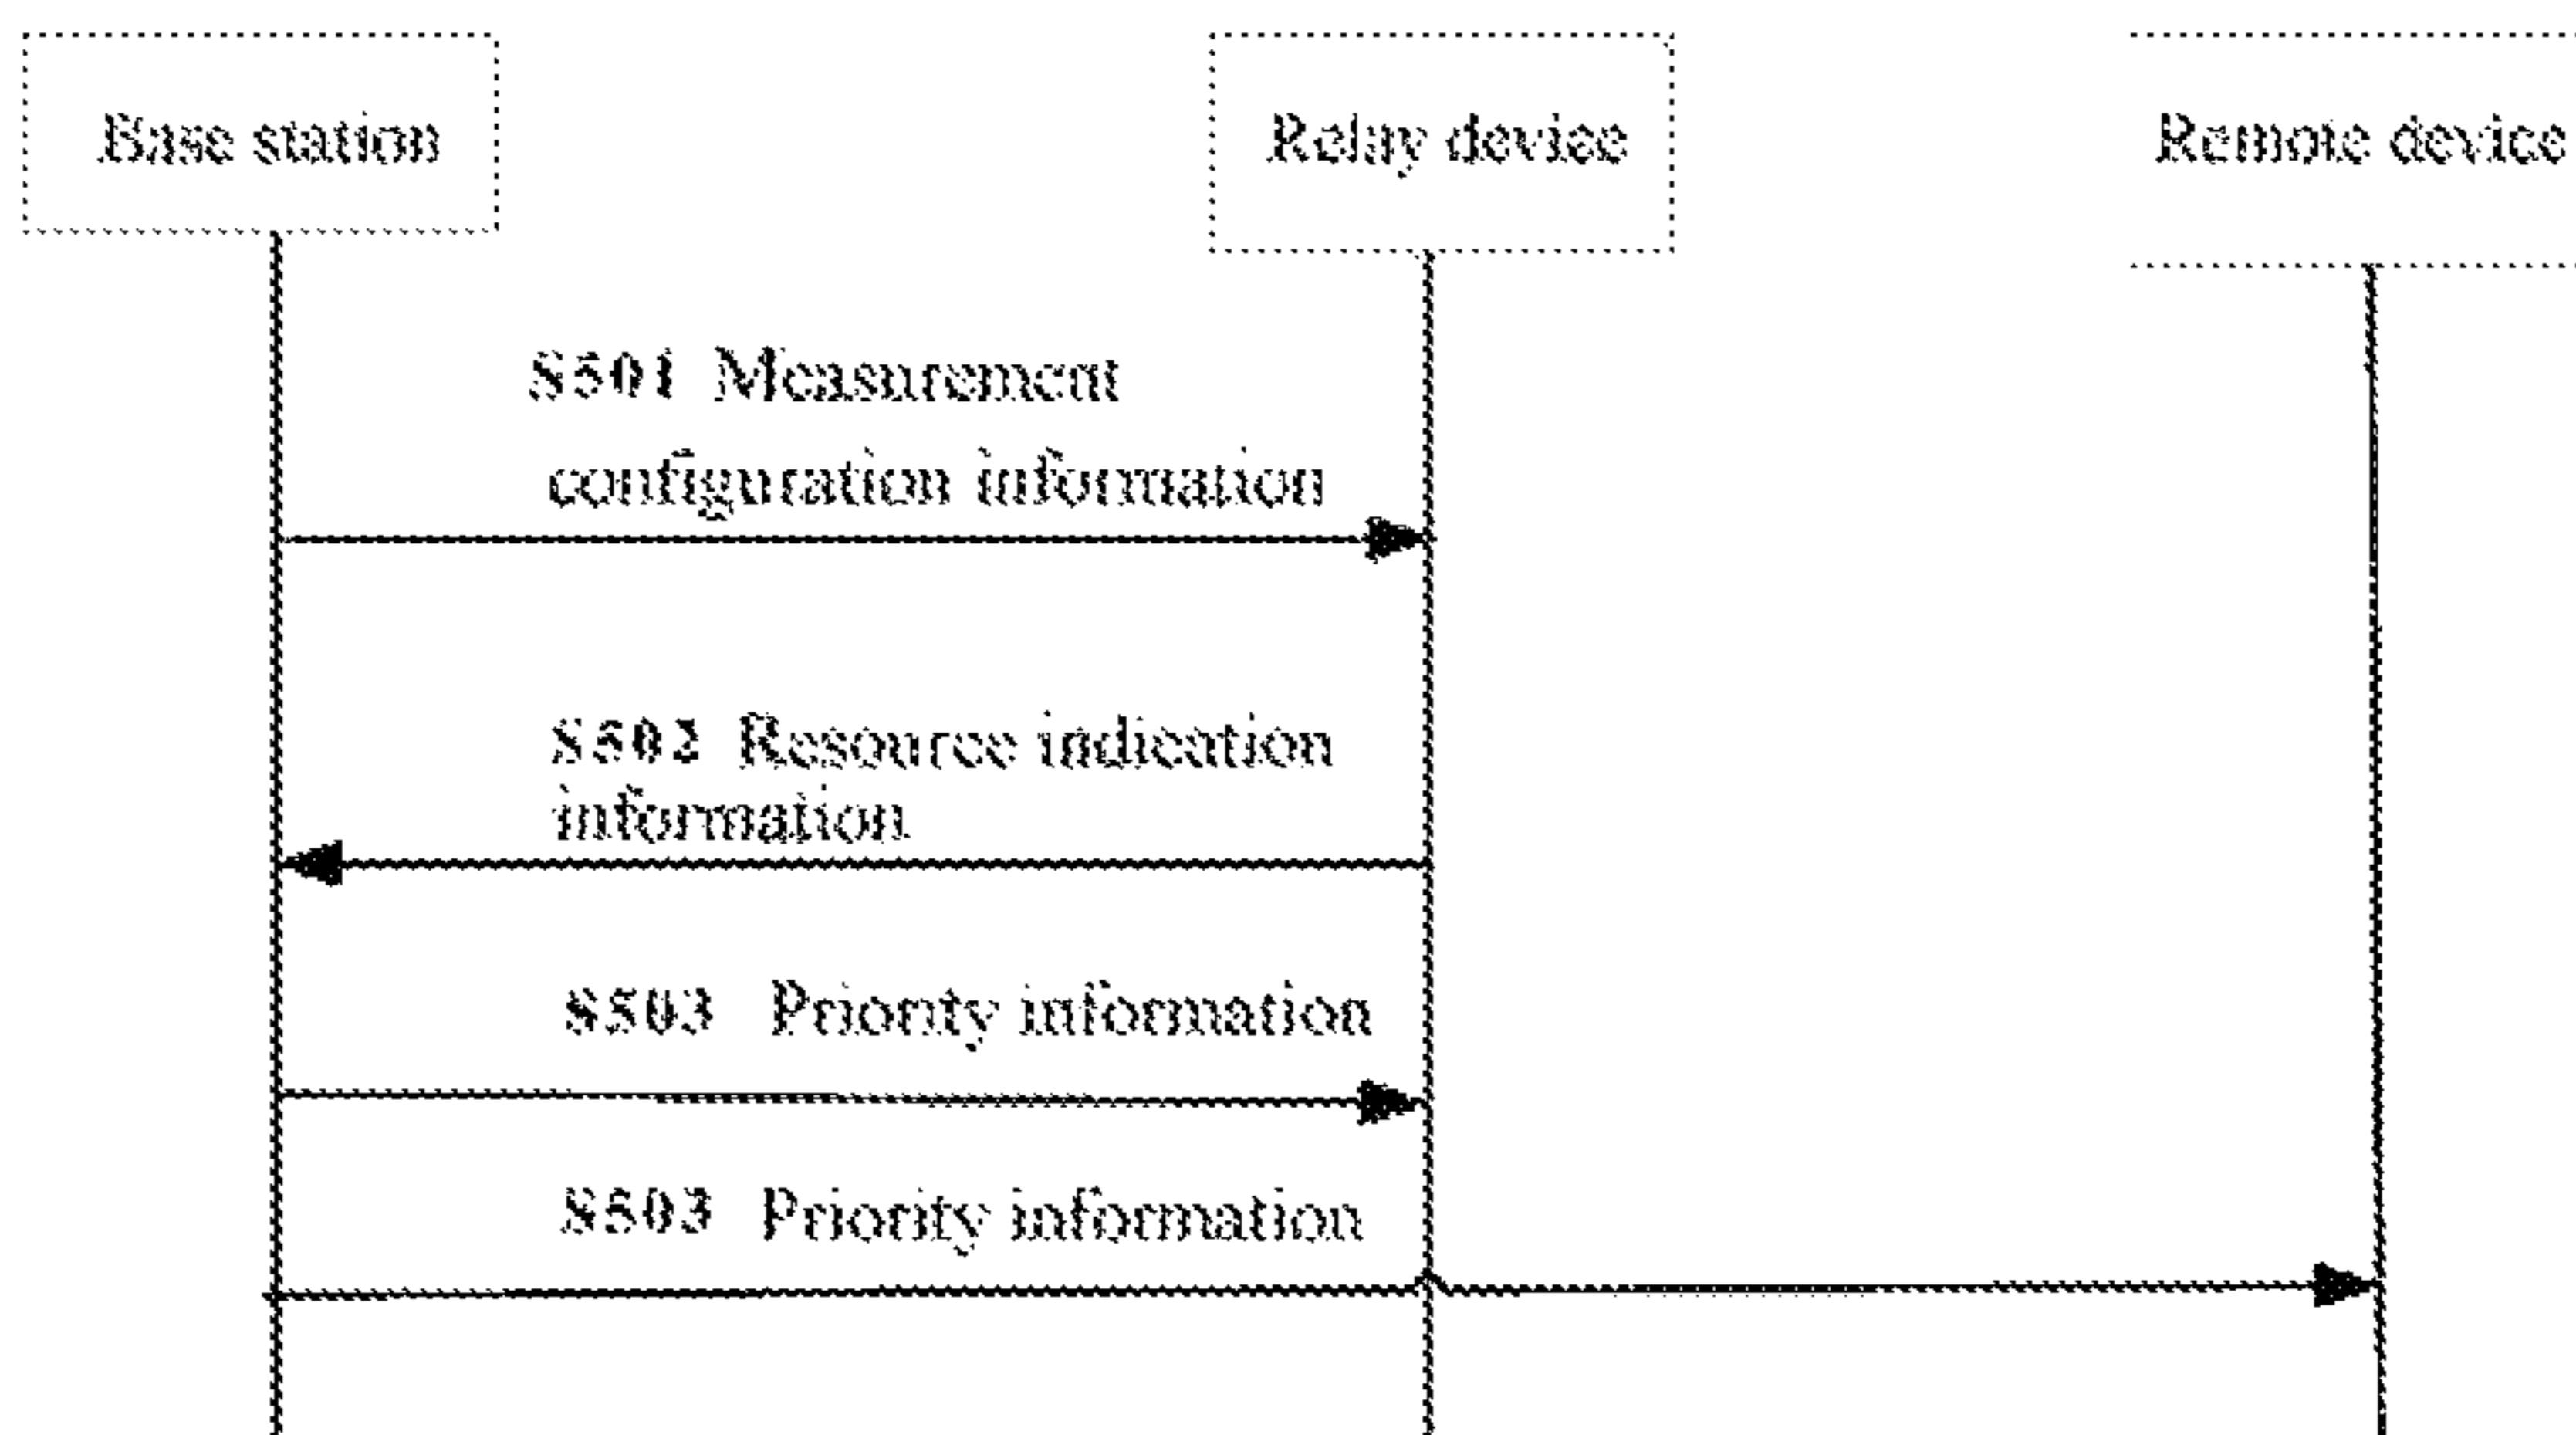 Base station
Relay device
Remote device
S501 Measurement
configuration information
S502 Resource indication
information
S503 Priority information
S503 Priority information